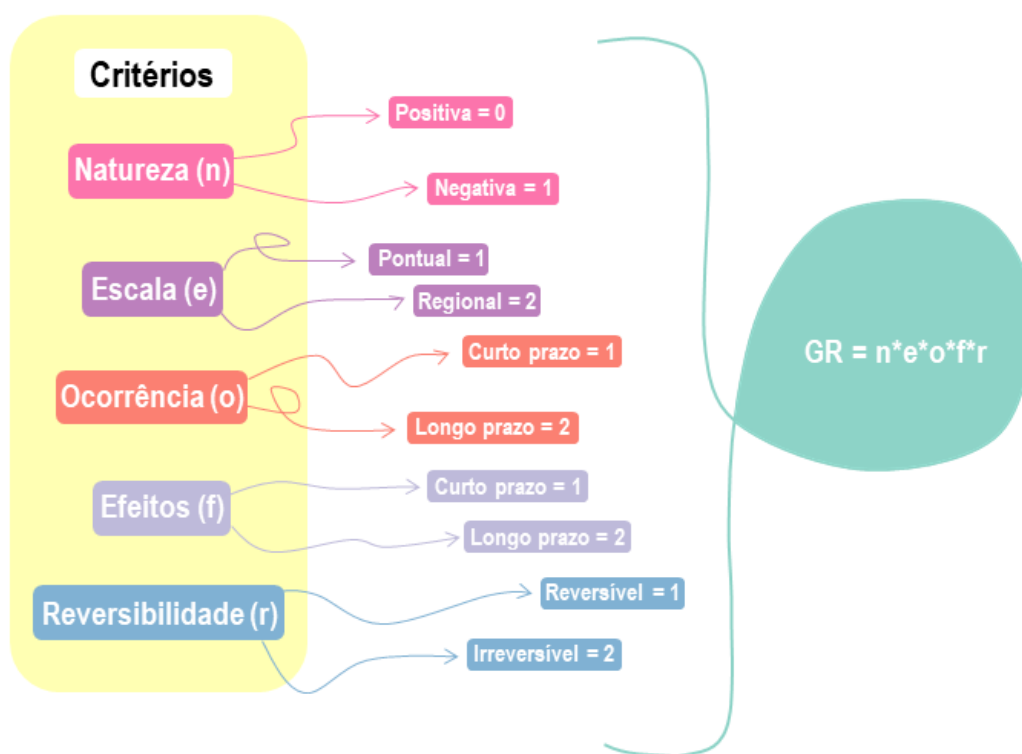 Critérios
Natureza (n)
Positiva = 0
Negativa = 1
Escala (e)
Pontual = 1
Regional = 2
Ocorrência (o)
Curto prazo = 1
Longo prazo = 2
Efeitos (f)
Curto prazo = 1
Longo prazo = 2
Reversibilidade (r)
Reversível = 1
Irreversível = 2
GR = n*e*o*f*r